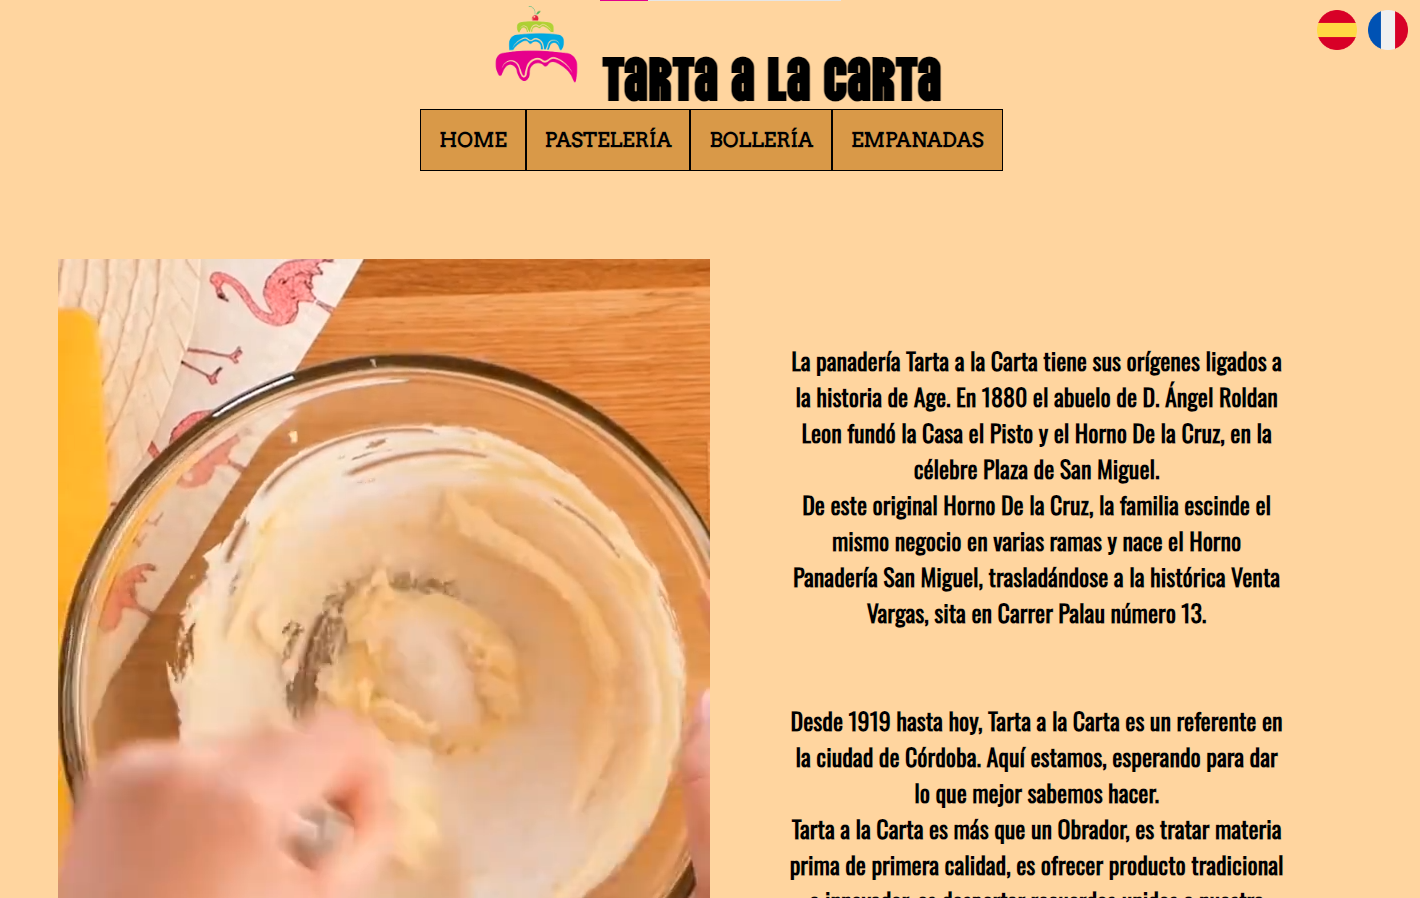 Tarta a la Carta
HOME
PASTELERÍA
BOLLERÍA
EMPANADAS
La panadería Tarta a la Carta tiene sus orígenes ligados a
la historia de Age. En 1880 el abuelo de D. Ángel Roldan
Leon fundó la Casa el Pisto y el Horno De la Cruz, en la
célebre Plaza de San Miguel.
De este original Horno De la Cruz, la familia escinde el
mismo negocio en varias ramas y nace el Horno
Panadería San Miguel, trasladándose a la histórica Venta
Vargas, sita en Carrer Palau número 13.
Desde 1919 hasta hoy, Tarta a la Carta es un referente en
la ciudad de Córdoba. Aquí estamos, esperando para dar
lo que mejor sabemos hacer.
Tarta a la Carta es más que un Obrador, es tratar materia
prima de primera calidad, es ofrecer producto tradicional